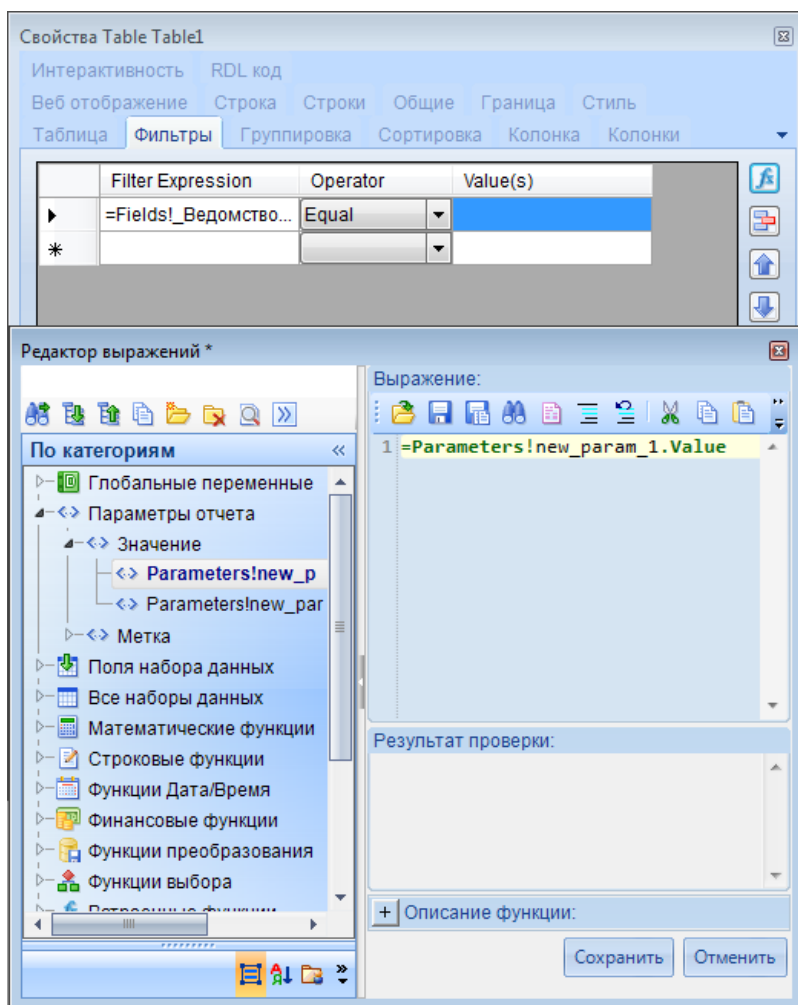 Свойства Table Table1
Интерактивность RDL код
Веб отображение Строка Строки Общие Граница Стиль
Таблица Фильтры Группировка Сортировка Колонка Колонки
Filter Expression Operator Value(s)
=Fields!_Ведомство... Equal
Редактор выражений *
Выражение:
По категориям
1 =Parameters!new_param_1.Value
Глобальные переменные
Параметры отчета
Значение
Parameters!new_p
Parameters!new_par
Метка
Поля набора данных
Все наборы данных
Математические функции
Строковые функции
Функции Дата/Время
Финансовые функции
Функции преобразования
Функции выбора
Результат проверки:
+ Описание функции:
Сохранить Отменить